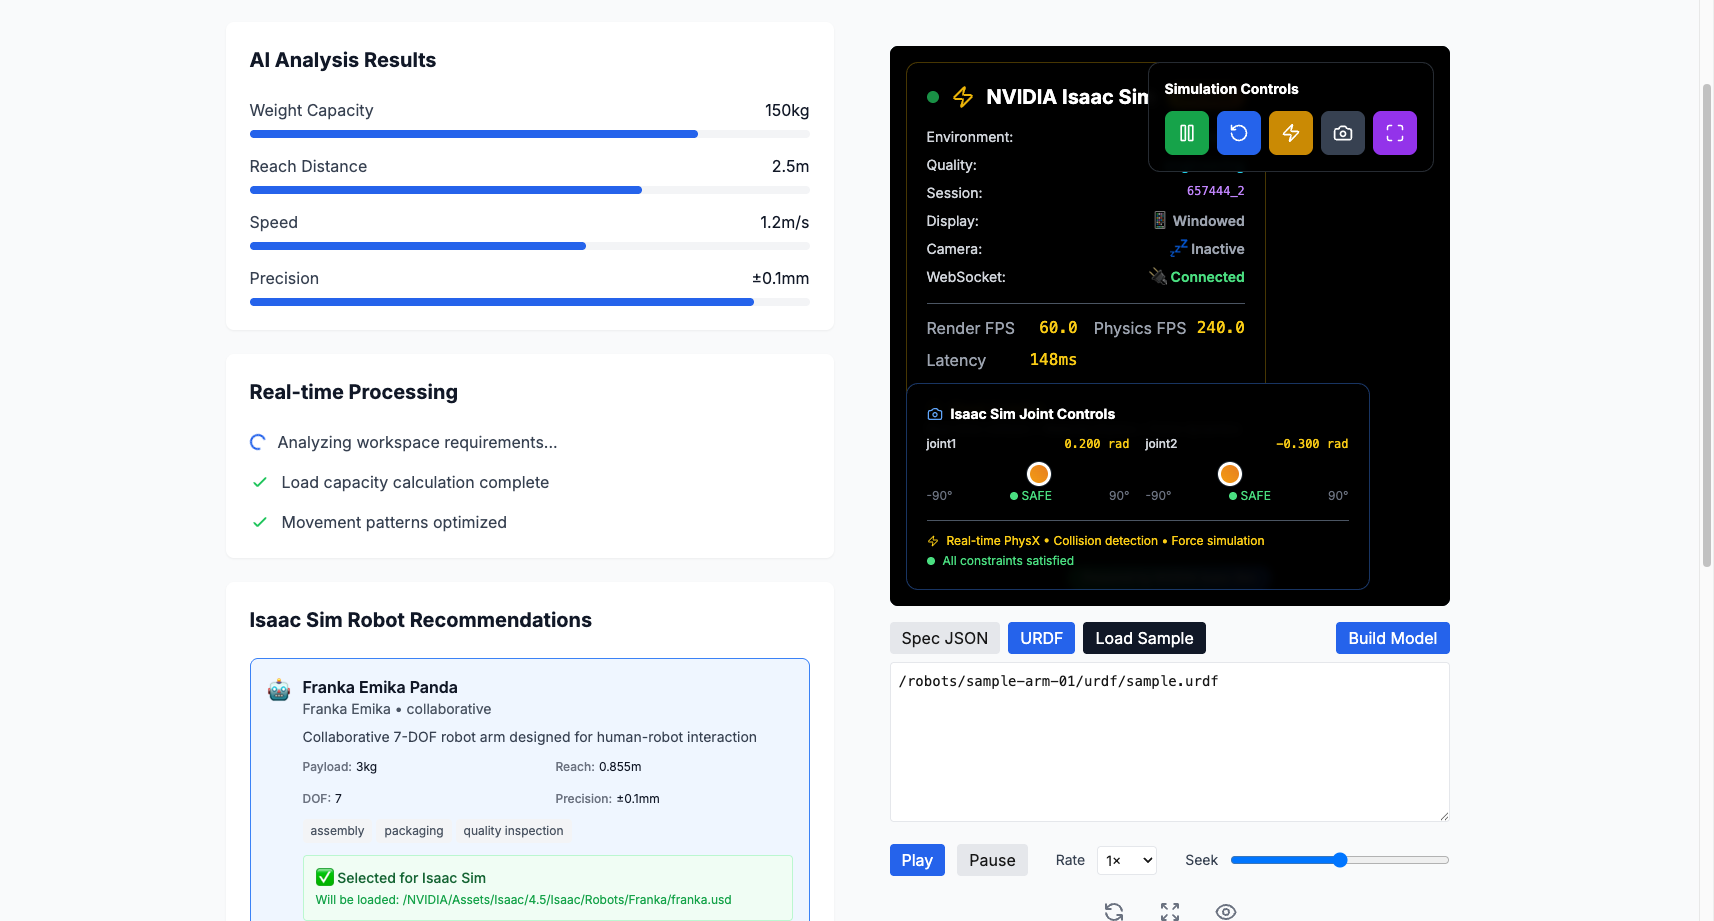 AI Analysis Results
Weight Capacity 150kg
Reach Distance 2.5m
Speed 1.2m/s
Precision ±0.1mm
Real-time Processing
Analyzing workspace requirements...
Load capacity calculation complete
Movement patterns optimized
Isaac Sim Robot Recommendations
Franka Emika Panda
Franka Emika • collaborative
Collaborative 7-DOF robot arm designed for human-robot interaction
Payload: 3kg Reach: 0.855m
DOF: 7 Precision: ±0.1mm
assembly packaging quality inspection
Selected for Isaac Sim
Will be loaded: /NVIDIA/Assets/Isaac/4.5/Isaac/Robots/Franka/franka.usd
NVIDIA Isaac Sim
Simulation Controls
Environment:
Quality:
Session: 657444_2
Display: Windowed
Camera: Inactive
WebSocket: Connected
Render FPS 60.0 Physics FPS 240.0
Latency 148ms
Isaac Sim Joint Controls
joint1 0.200 rad joint2 -0.300 rad
-90° SAFE 90° -90° SAFE 90°
Real-time PhysX • Collision detection • Force simulation
All constraints satisfied
Spec JSON URDF Load Sample Build Model
/robots/sample-arm-01/urdf/sample.urdf
Play Pause Rate 1× Seek